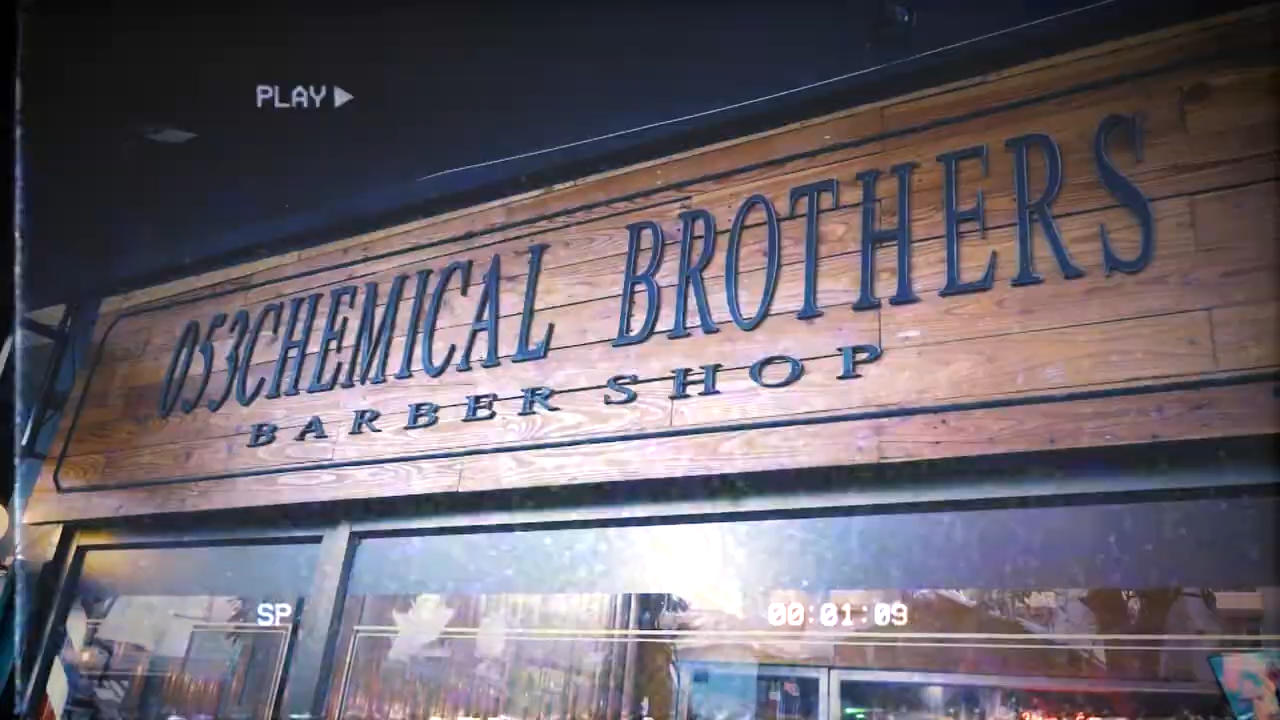 PLAY
053CHEMICAL BROTHERS
BARBER SHOP
SP
00:01:09